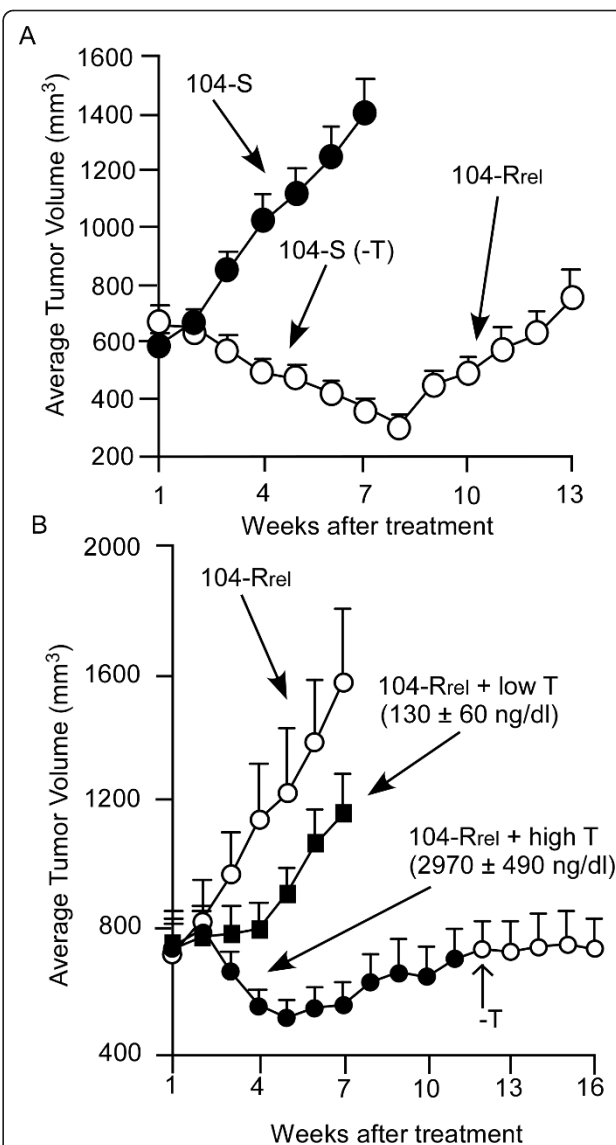 A
Average Tumor Volume (mm³)
1600
1400
1200
1000
800
600
400
200
104-S
104-S (-T)
104-Rrel
1 4 7 10 13
Weeks after treatment
B
Average Tumor Volume (mm³)
2000
1600
1200
800
400
104-Rrel
104-Rrel + low T
(130 ± 60 ng/dl)
104-Rrel + high T
(2970 ± 490 ng/dl)
-T
1 4 7 10 13 16
Weeks after treatment